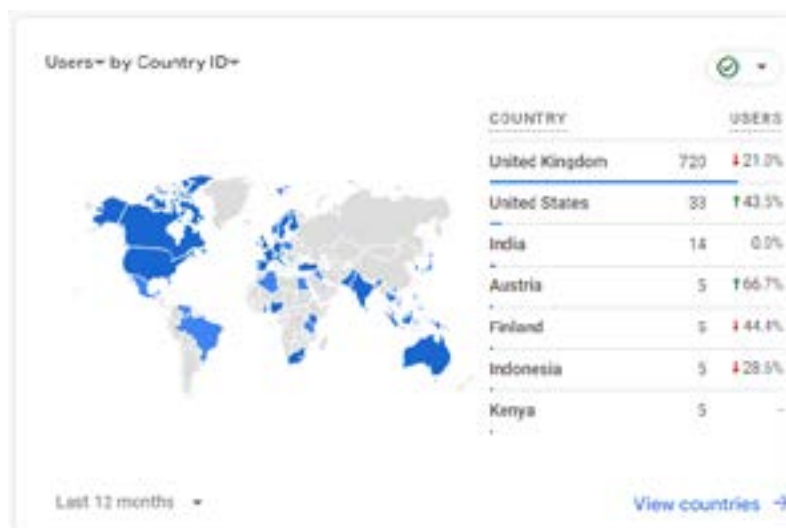 Users by Country ID
COUNTRY USERS
United Kingdom 720 21.0%
United States 33 43.5%
India 14 0.0%
Austria 5 66.7%
Finland 5 44.4%
Indonesia 5 28.6%
Kenya 5 -
Last 12 months
View countries